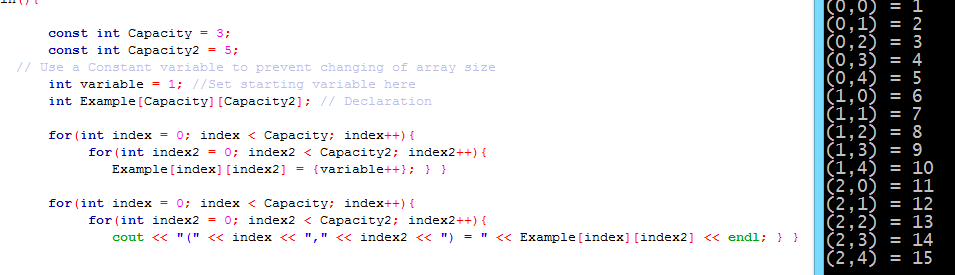 const int Capacity = 3;
const int Capacity2 = 5;
// Use a Constant variable to prevent changing of array size
int variable = 1; //Set starting variable here
int Example[Capacity][Capacity2]; // Declaration
for(int index = 0; index < Capacity; index++){
for(int index2 = 0; index2 < Capacity2; index2++){
Example[index][index2] = {variable++}; } }
for(int index = 0; index < Capacity; index++){
for(int index2 = 0; index2 < Capacity2; index2++){
cout << "(" << index << "," << index2 << ") = " << Example[index][index2] << endl; } }
(0,0) = 1
(0,1) = 2
(0,2) = 3
(0,3) = 4
(0,4) = 5
(1,0) = 6
(1,1) = 7
(1,2) = 8
(1,3) = 9
(1,4) = 10
(2,0) = 11
(2,1) = 12
(2,2) = 13
(2,3) = 14
(2,4) = 15